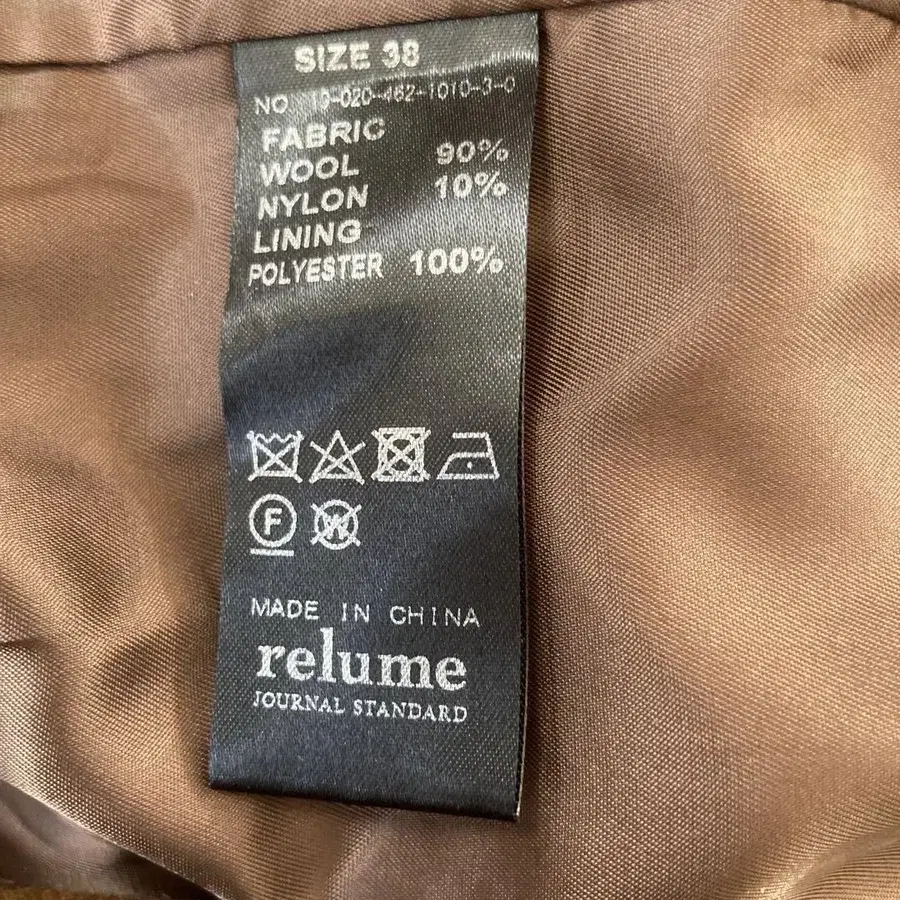 SIZE 38
NO 19-020-462-1010-3-0
FABRIC
WOOL 90%
NYLON 10%
LINING
POLYESTER 100%
F W
MADE IN CHINA
relume
JOURNAL STANDARD